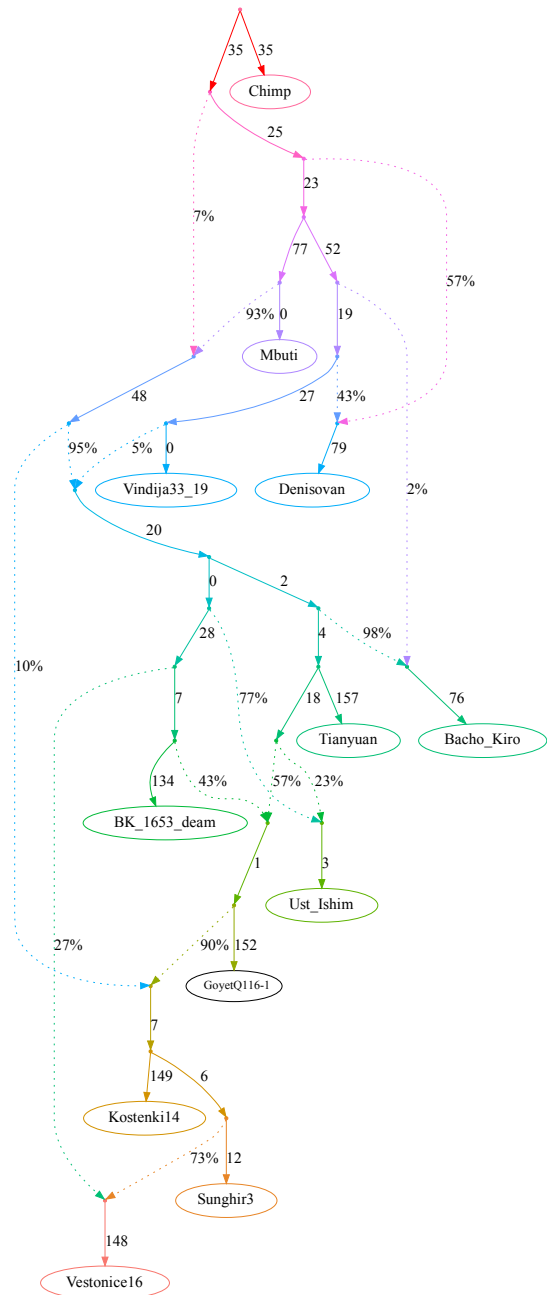 35 35
Chimp
25
23
7%
77 52
57%
93% 0 19
Mbuti
48
27 43%
95% 5% 0 79
Vindija33_19 Denisovan
2%
20
0 2
28 4 98%
10%
7 77% 18 157 76
Tianyuan Bacho_Kiro
134 43% 57% 23%
BK_1653_deam
1 3
Ust_Ishim
27% 90% 152
GoyetQ116-1
7
149 6
Kostenki14
73% 12
Sunghir3
148
Vestonice16